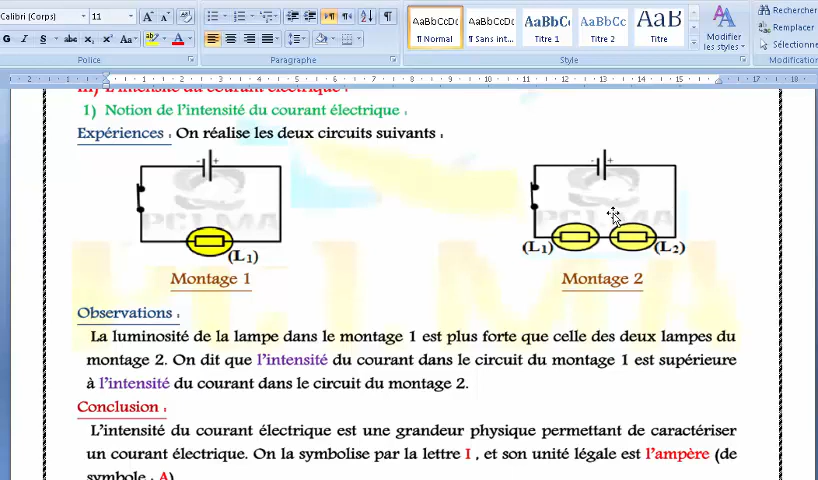 Calibri (Corps) 11
AaBbCcDc AaBbCcDc AaBbCc AaBbCc AaB
¶ Normal ¶ Sans int... Titre 1 Titre 2 Titre
Modifier les styles
Rechercher
Remplacer
Sélectionne
Police Paragraphe Style Modification
1) Notion de l'intensité du courant électrique :
Expériences : On réalise les deux circuits suivants :
- +
- +
PC1.MA
PC1.MA
(L1)
(L1) (L2)
Montage 1 Montage 2
Observations :
La luminosité de la lampe dans le montage 1 est plus forte que celle des deux lampes du
montage 2. On dit que l'intensité du courant dans le circuit du montage 1 est supérieure
à l'intensité du courant dans le circuit du montage 2.
Conclusion :
L'intensité du courant électrique est une grandeur physique permettant de caractériser
un courant électrique. On la symbolise par la lettre I , et son unité légale est l'ampère (de
symbole : A)